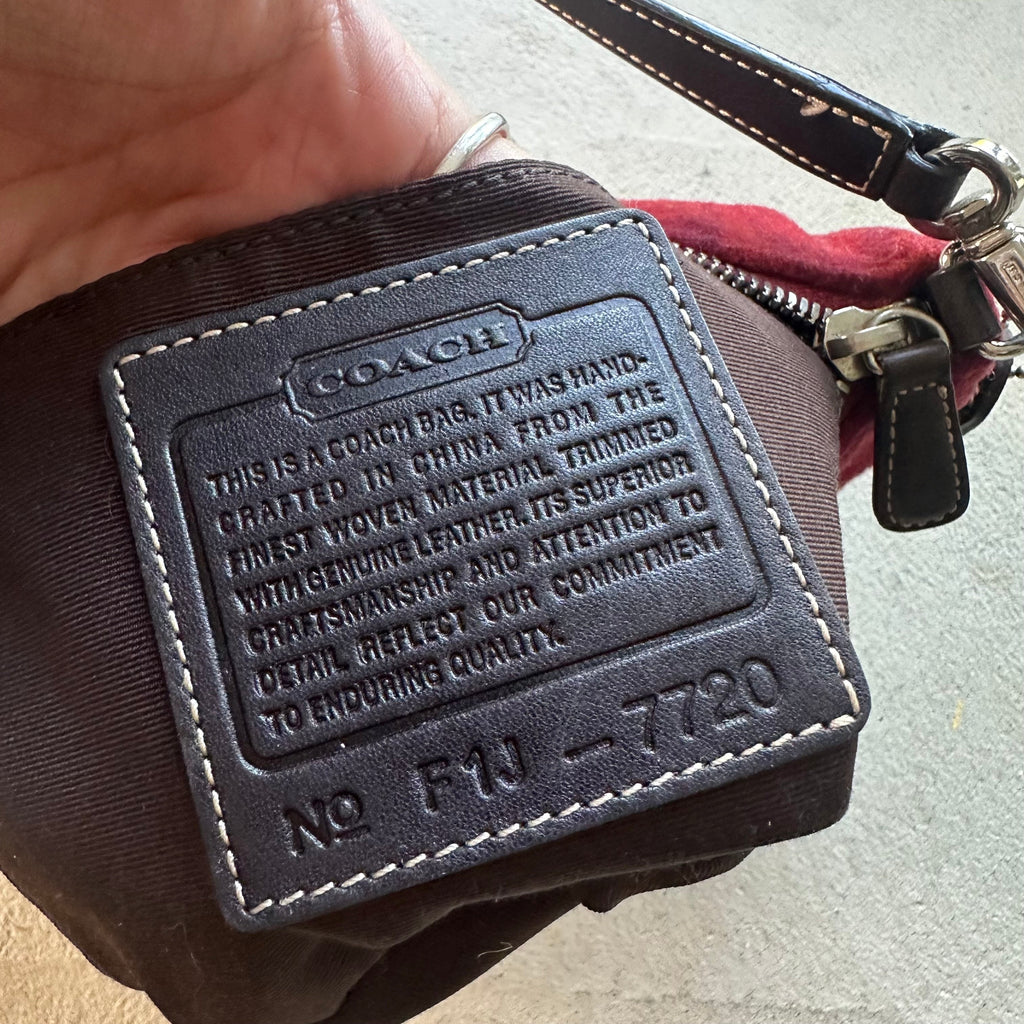 COACH
THIS IS A COACH BAG. IT WAS HAND-
CRAFTED IN CHINA FROM THE
FINEST WOVEN MATERIAL TRIMMED
WITH GENUINE LEATHER. ITS SUPERIOR
CRAFTSMANSHIP AND ATTENTION TO
DETAIL REFLECT OUR COMMITMENT
TO ENDURING QUALITY.
Nº F1J – 7720